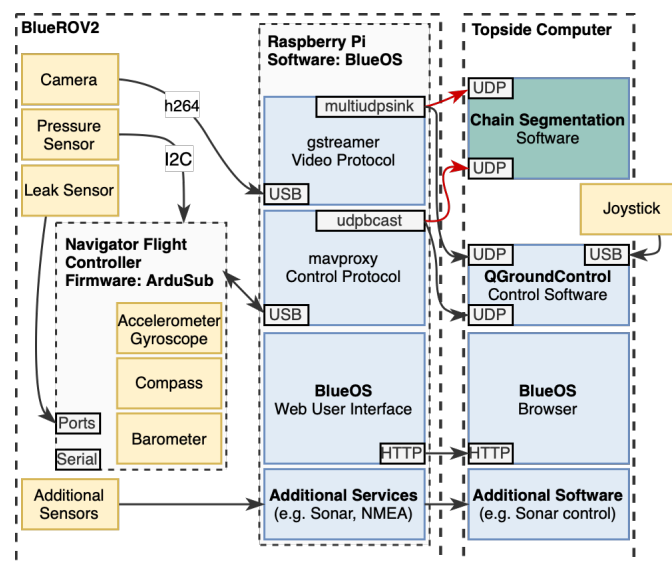 BlueROV2
Camera
Pressure
Sensor
Leak Sensor
h264
I2C
Navigator Flight
Controller
Firmware: ArduSub
Accelerometer
Gyroscope
Compass
Barometer
Ports
Serial
Additional
Sensors
Raspberry Pi
Software: BlueOS
multiudpsink
gstreamer
Video Protocol
USB
udpbcast
mavproxy
Control Protocol
USB
BlueOS
Web User Interface
HTTP
Additional Services
(e.g. Sonar, NMEA)
Topside Computer
UDP
Chain Segmentation
Software
UDP
Joystick
UDP
USB
QGroundControl
Control Software
UDP
BlueOS
Browser
HTTP
Additional Software
(e.g. Sonar control)